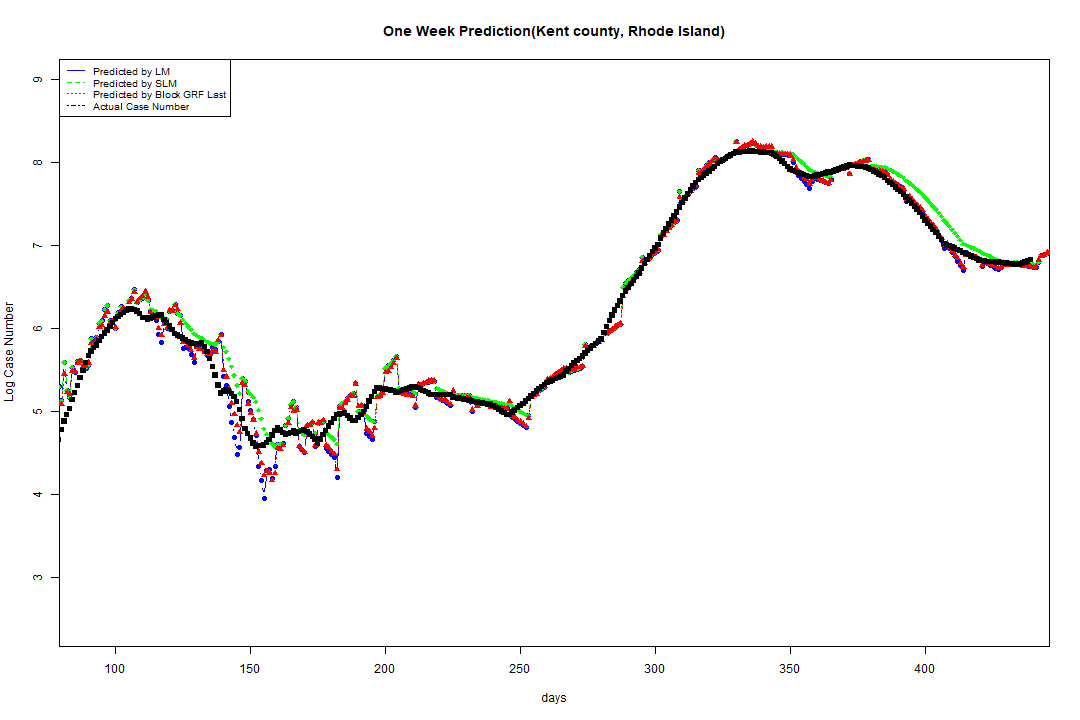 One Week Prediction(Kent county, Rhode Island)
Predicted by LM
Predicted by SLM
Predicted by Block GRF Last
Actual Case Number
9
8
7
6
5
4
3
Log Case Number
100 150 200 250 300 350 400
days